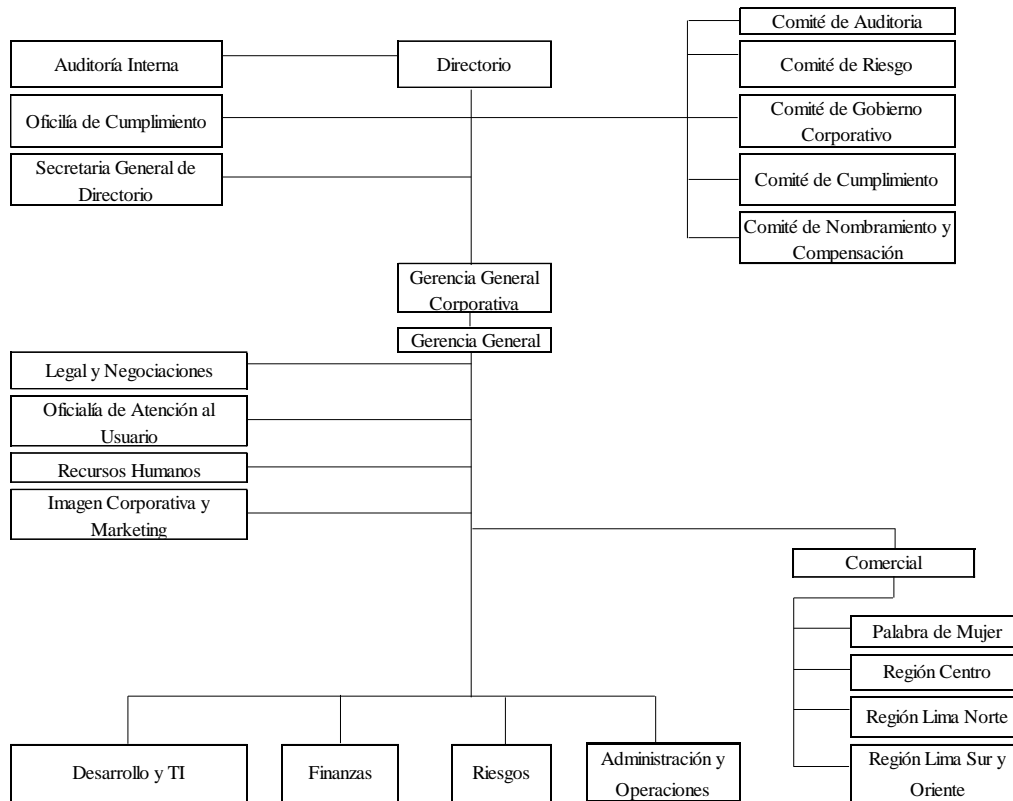 Comité de Auditoria
Auditoría Interna
Directorio
Comité de Riesgo
Oficilía de Cumplimiento
Comité de Gobierno
Corporativo
Secretaria General de
Directorio
Comité de Cumplimiento
Comité de Nombramiento y
Compensación
Gerencia General
Corporativa
Gerencia General
Legal y Negociaciones
Oficialía de Atención al
Usuario
Recursos Humanos
Imagen Corporativa y
Marketing
Comercial
Palabra de Mujer
Región Centro
Región Lima Norte
Región Lima Sur y
Oriente
Desarrollo y TI
Finanzas
Riesgos
Administración y
Operaciones